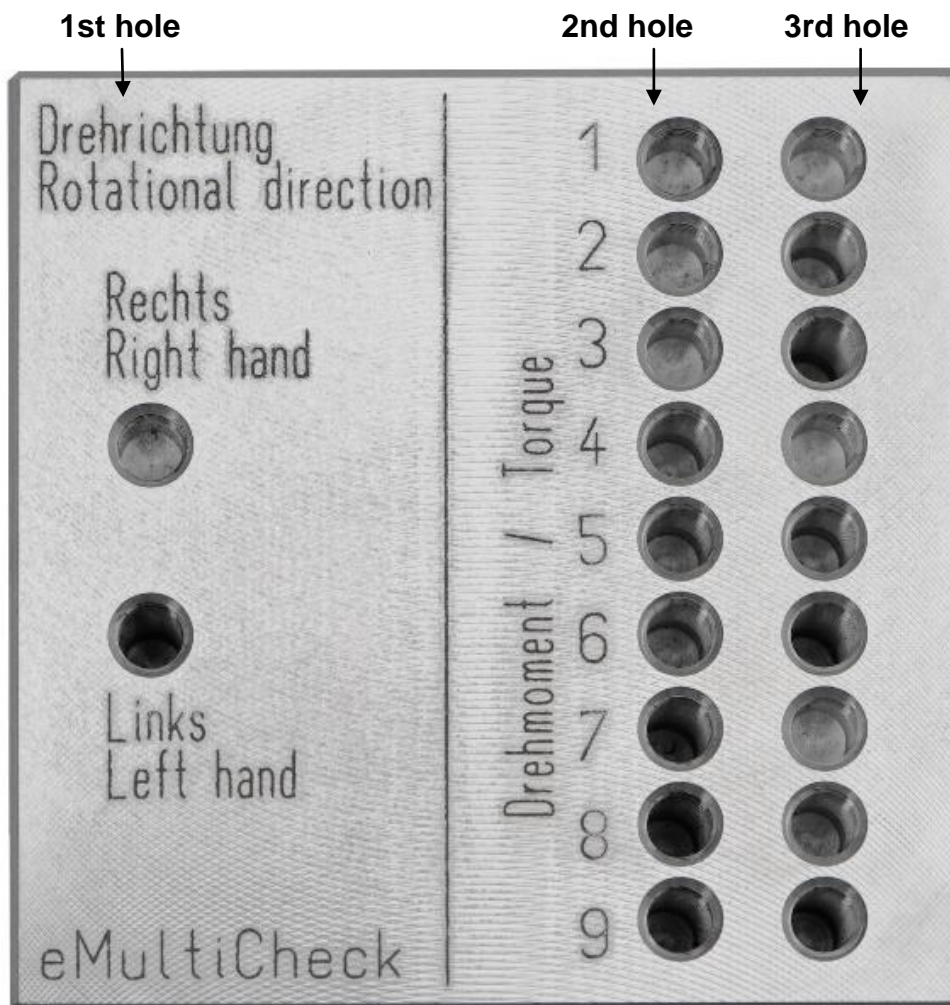 1st hole
2nd hole
3rd hole
Drehrichtung
Rotational direction
Rechts
Right hand
Links
Left hand
eMultiCheck
Drehmoment / Torque
1
2
3
4
5
6
7
8
9